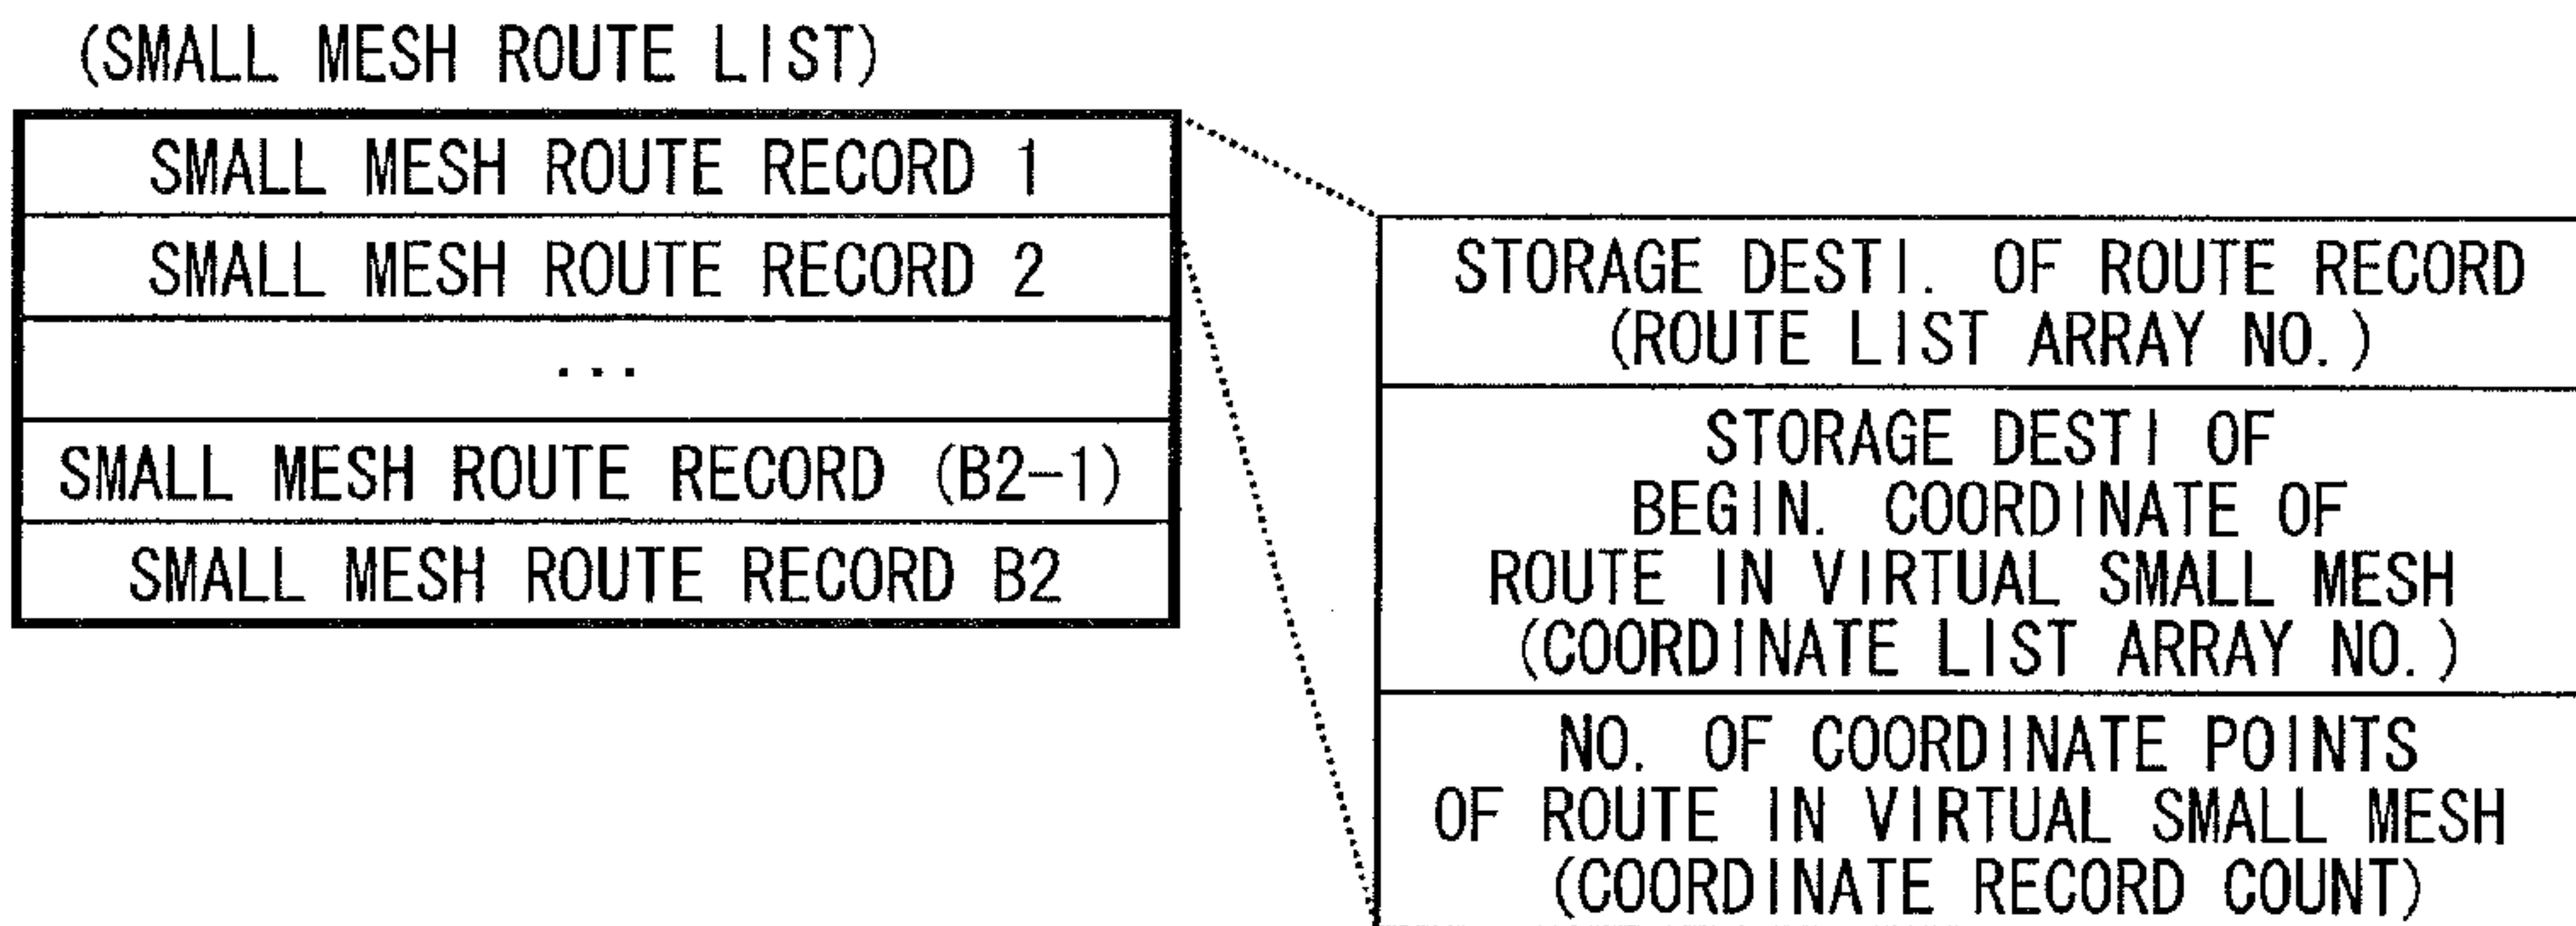 (SMALL MESH ROUTE LIST)
SMALL MESH ROUTE RECORD 1
SMALL MESH ROUTE RECORD 2
...
SMALL MESH ROUTE RECORD (B2-1)
SMALL MESH ROUTE RECORD B2
STORAGE DESTI. OF ROUTE RECORD
(ROUTE LIST ARRAY NO.)
STORAGE DESTI OF
BEGIN. COORDINATE OF
ROUTE IN VIRTUAL SMALL MESH
(COORDINATE LIST ARRAY NO.)
NO. OF COORDINATE POINTS
OF ROUTE IN VIRTUAL SMALL MESH
(COORDINATE RECORD COUNT)